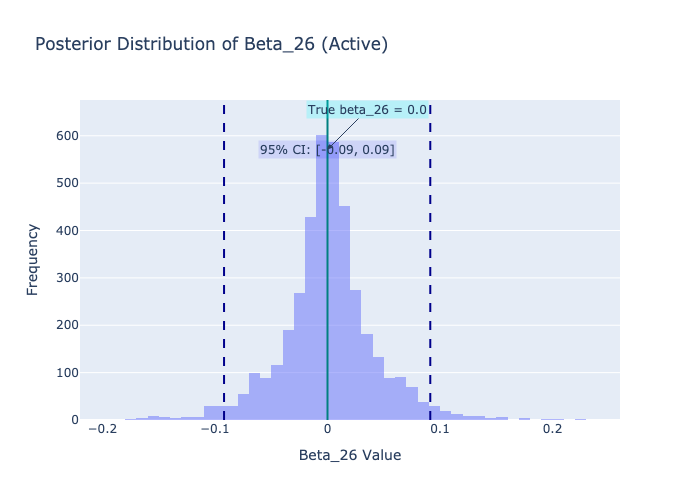 Posterior Distribution of Beta_26 (Active)
True beta_26 = 0.0
95% CI: [-0.09, 0.09]
600
500
400
300
200
100
0
Frequency
−0.2
−0.1
0
0.1
0.2
Beta_26 Value